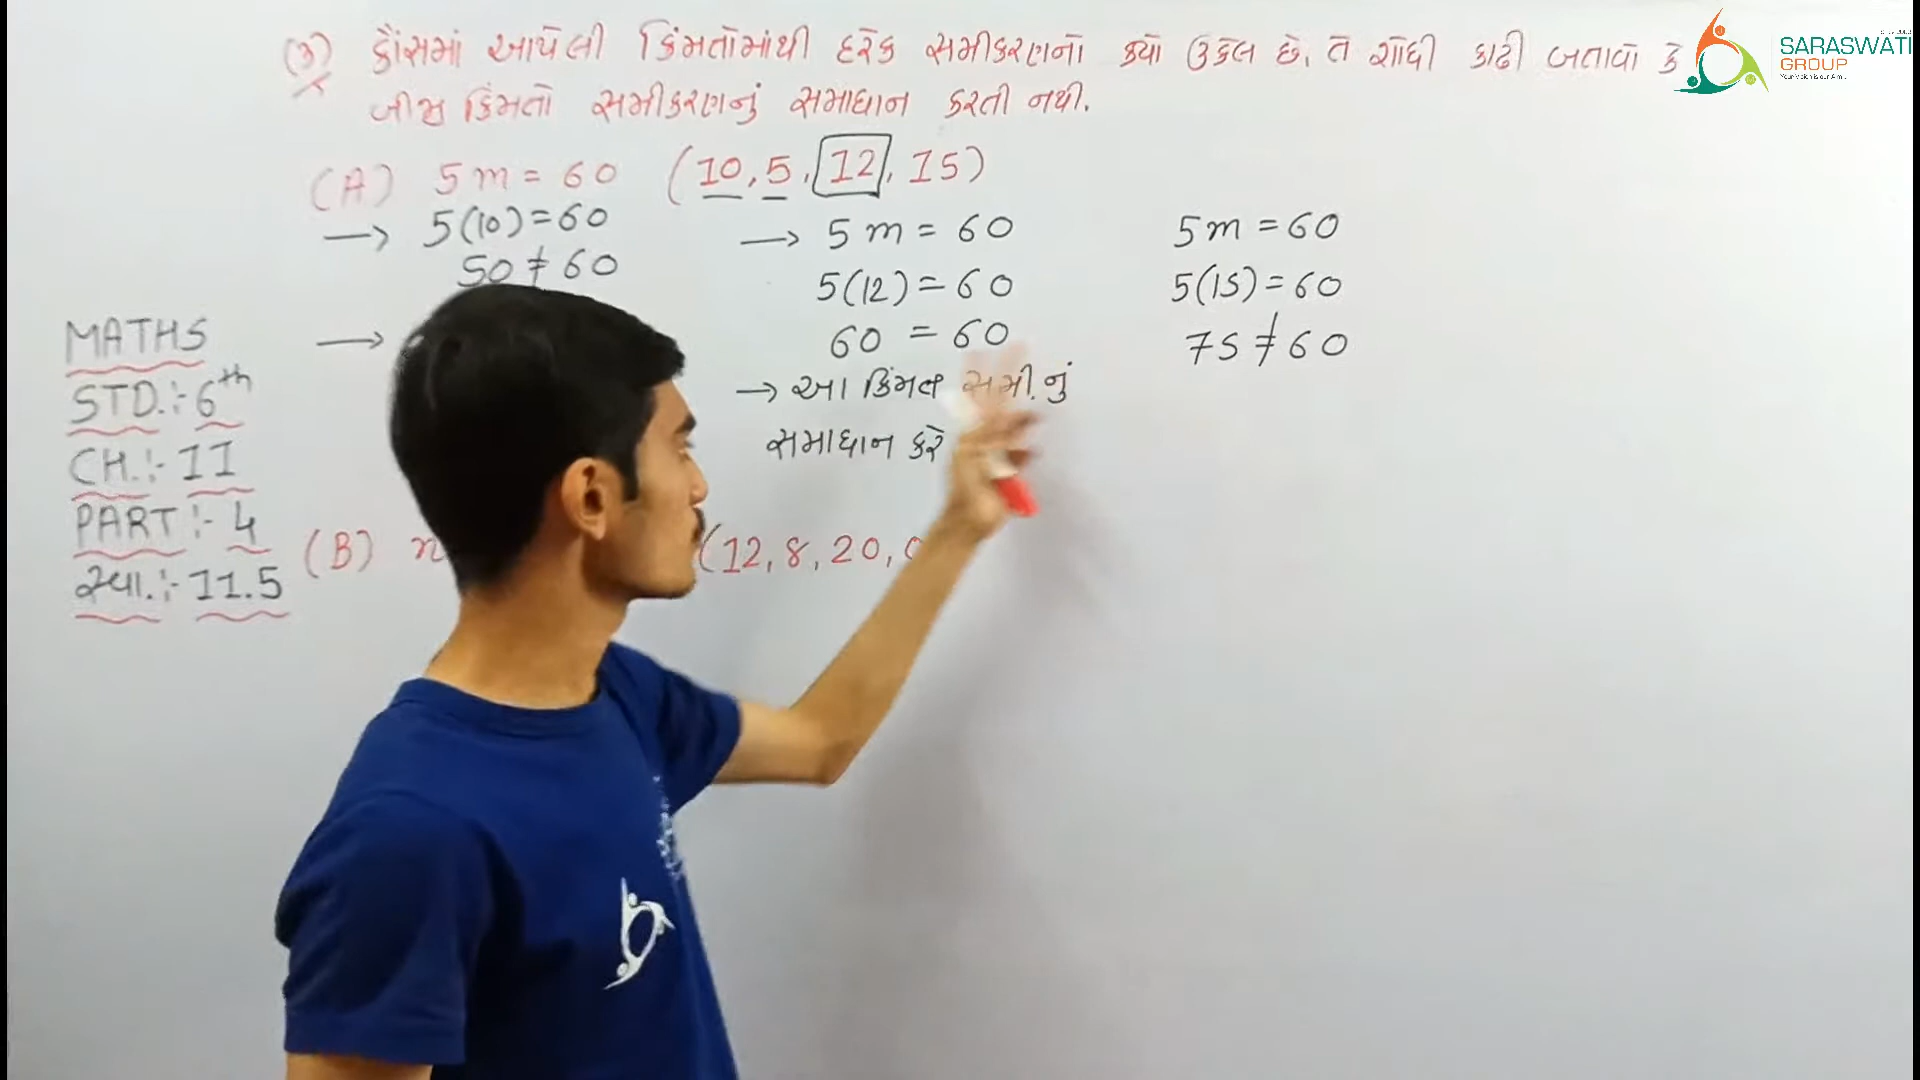 (૩) કૌંસમાં આપેલી કિંમતોમાંથી દરેક સમીકરણનો કયો ઉકેલ છે, તે શોધી કાઢી બતાવો કે
બીજી કિંમતો સમીકરણનું સમાધાન કરતી નથી.
(A) 5m = 60 (10, 5, 12, 15)
→ 5(10) = 60
50 ≠ 60
→
→ 5m = 60
5(12) = 60
60 = 60
→ આ કિંમત સમી.નું
સમાધાન કરે
5m = 60
5(15) = 60
75 ≠ 60
(B) n (12, 8, 20, 0
MATHS
STD.:- 6th
CH.:- 11
PART :- 4
સ્વા.:- 11.5
SARASWATI
GROUP